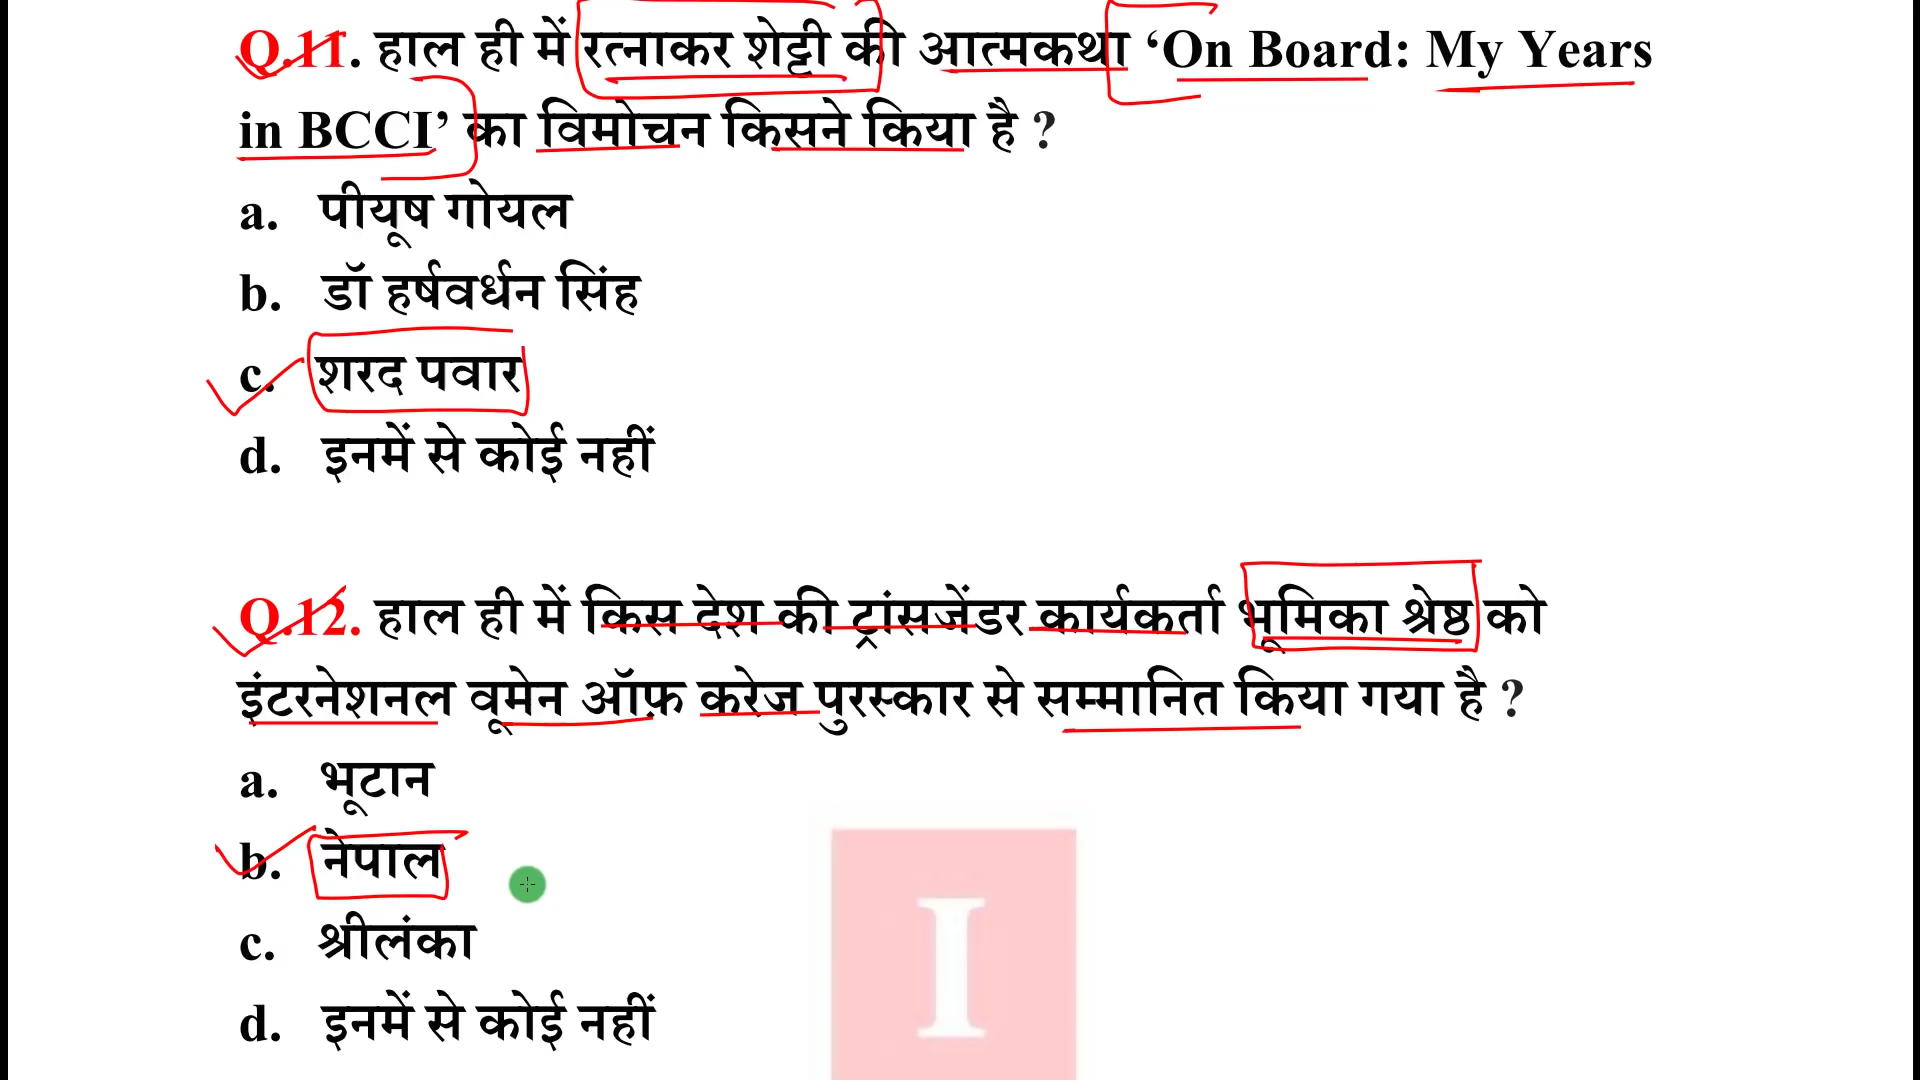 Q.11. हाल ही में रत्नाकर शेट्टी की आत्मकथा ‘On Board: My Years
in BCCI’ का विमोचन किसने किया है ?
a. पीयूष गोयल
b. डॉ हर्षवर्धन सिंह
c. शरद पवार
d. इनमें से कोई नहीं
Q.12. हाल ही में किस देश की ट्रांसजेंडर कार्यकर्ता भूमिका श्रेष्ठ को
इंटरनेशनल वूमेन ऑफ़ करेज पुरस्कार से सम्मानित किया गया है ?
a. भूटान
b. नेपाल
c. श्रीलंका
d. इनमें से कोई नहीं
I